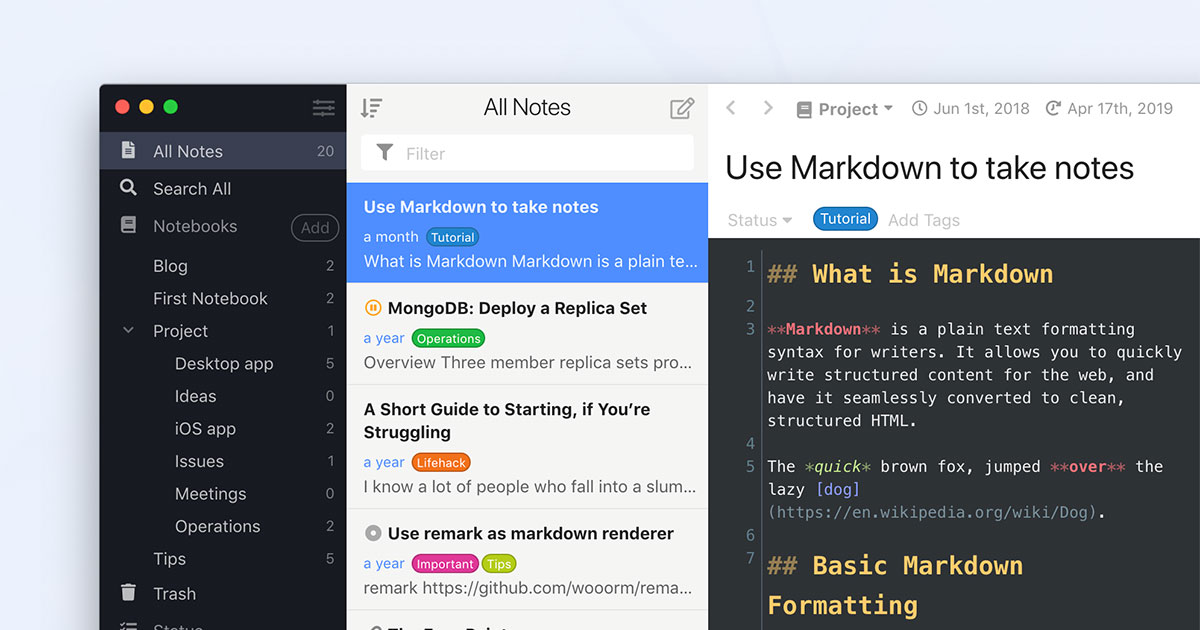 All Notes 20
Search All
Notebooks Add
Blog 2
First Notebook 2
Project 1
Desktop app 5
Ideas 0
iOS app 2
Issues 1
Meetings 0
Operations 2
Tips 5
Trash
Status
All Notes
Filter
Use Markdown to take notes
a month Tutorial
What is Markdown Markdown is a plain te...
MongoDB: Deploy a Replica Set
a year Operations
Overview Three member replica sets pro...
A Short Guide to Starting, if You’re
Struggling
a year Lifehack
I know a lot of people who fall into a slum...
Use remark as markdown renderer
a year Important Tips
remark https://github.com/wooorm/rema...
Project Jun 1st, 2018 Apr 17th, 2019
Use Markdown to take notes
Status Tutorial Add Tags
1 ## What is Markdown
2
3 **Markdown** is a plain text formatting
syntax for writers. It allows you to quickly
write structured content for the web, and
have it seamlessly converted to clean,
structured HTML.
4
5 The *quick* brown fox, jumped **over** the
lazy [dog]
(https://en.wikipedia.org/wiki/Dog).
6
7 ## Basic Markdown
Formatting